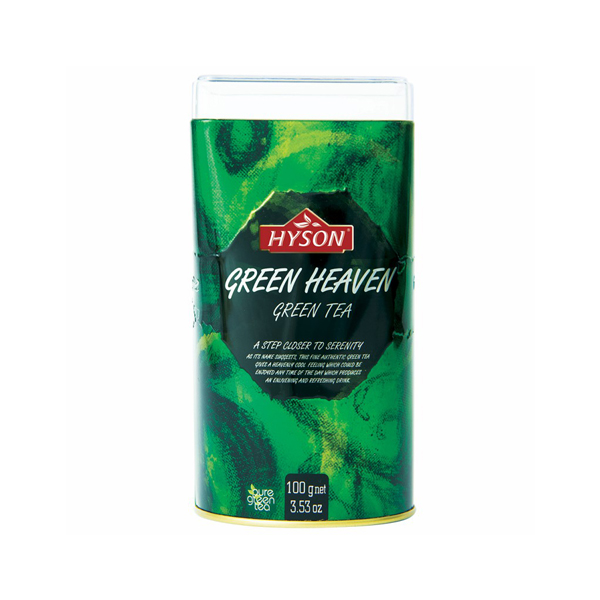 HYSON®
GREEN HEAVEN
GREEN TEA
A STEP CLOSER TO SERENITY
AS ITS NAME SUGGESTS, THIS FINE AUTHENTIC GREEN TEA
GIVES A HEAVENLY COOL FEELING WHICH COULD BE
ENJOYED ANY TIME OF THE DAY WHICH PRODUCES
AN ENLIVENING AND REFRESHING DRINK.
pure
green
tea
100 g net
3.53 oz